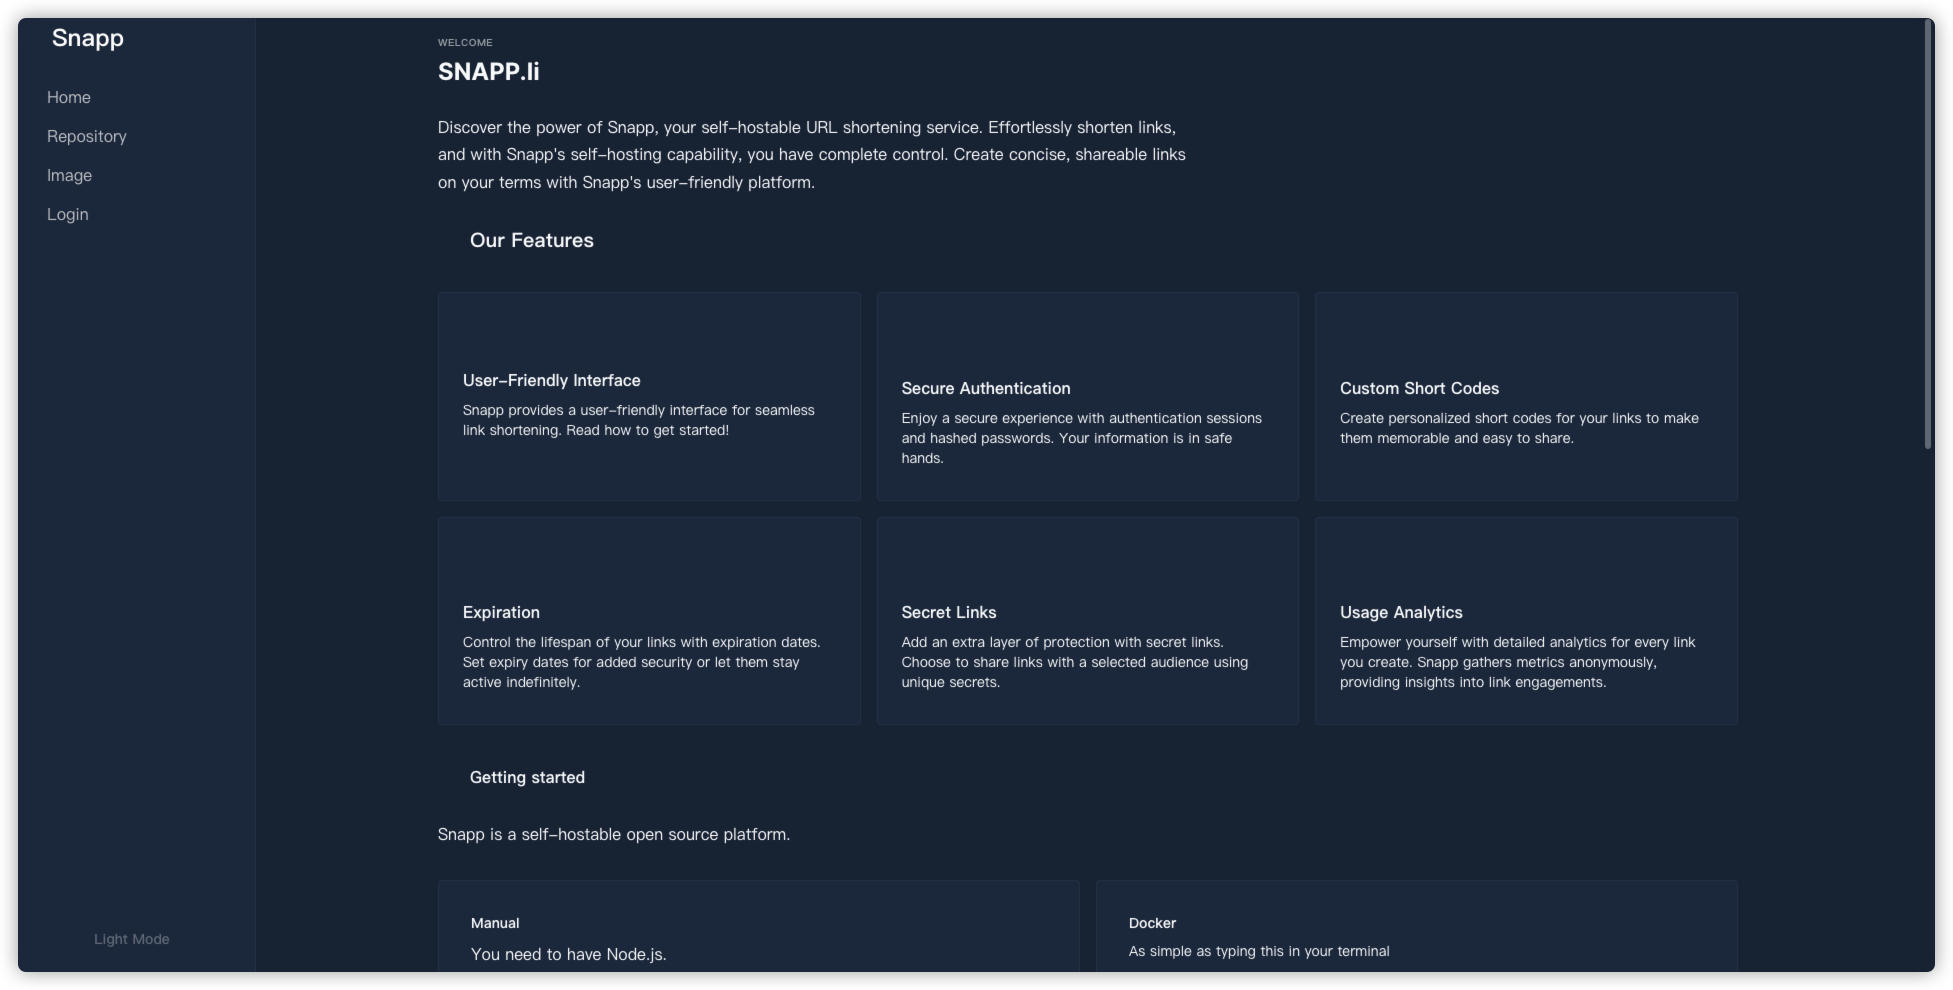 Snapp
Home
Repository
Image
Login
Light Mode
WELCOME
SNAPP.li
Discover the power of Snapp, your self-hostable URL shortening service. Effortlessly shorten links,
and with Snapp's self-hosting capability, you have complete control. Create concise, shareable links
on your terms with Snapp's user-friendly platform.
Our Features
User-Friendly Interface
Snapp provides a user-friendly interface for seamless
link shortening. Read how to get started!
Secure Authentication
Enjoy a secure experience with authentication sessions
and hashed passwords. Your information is in safe
hands.
Custom Short Codes
Create personalized short codes for your links to make
them memorable and easy to share.
Expiration
Control the lifespan of your links with expiration dates.
Set expiry dates for added security or let them stay
active indefinitely.
Secret Links
Add an extra layer of protection with secret links.
Choose to share links with a selected audience using
unique secrets.
Usage Analytics
Empower yourself with detailed analytics for every link
you create. Snapp gathers metrics anonymously,
providing insights into link engagements.
Getting started
Snapp is a self-hostable open source platform.
Manual
You need to have Node.js.
Docker
As simple as typing this in your terminal